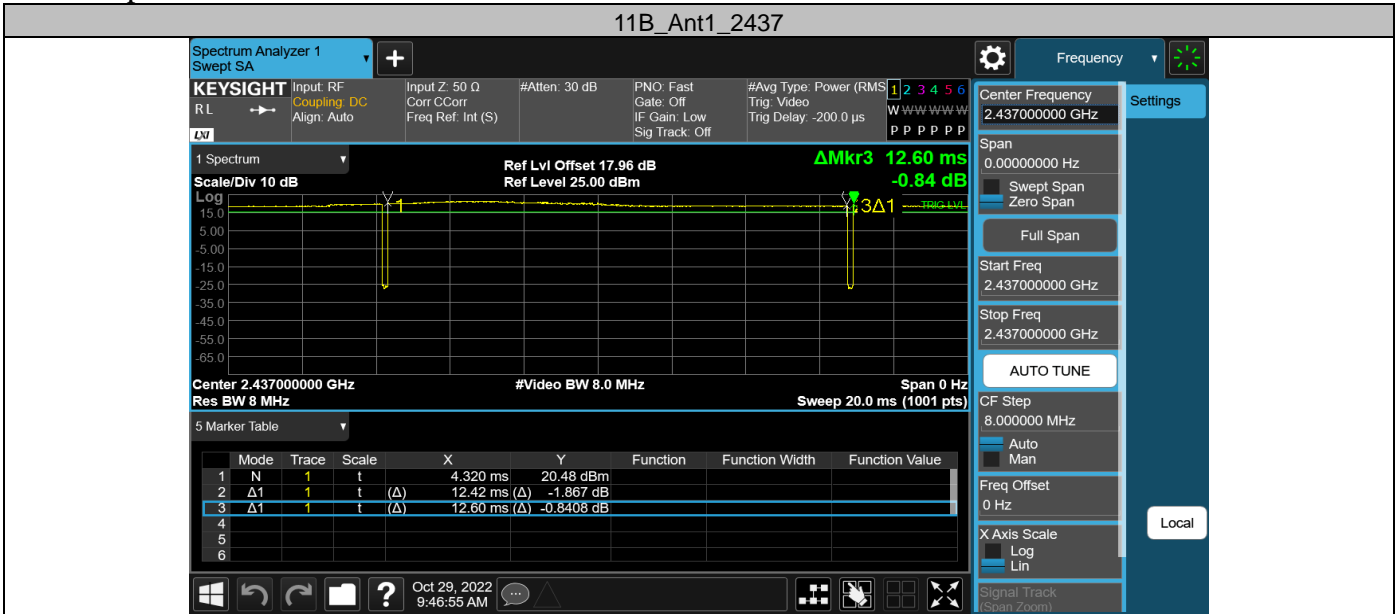 11B_Ant1_2437
Spectrum Analyzer 1
Swept SA
Frequency
KEYSIGHT
RL
LXI
Input: RF
Coupling: DC
Align: Auto
Input Z: 50 Ω
Corr CCorr
Freq Ref: Int (S)
#Atten: 30 dB
PNO: Fast
Gate: Off
IF Gain: Low
Sig Track: Off
#Avg Type: Power (RMS
Trig: Video
Trig Delay: -200.0 µs
1 2 3 4 5 6
W W W W W W
P P P P P P
1 Spectrum
Scale/Div 10 dB
Ref Lvl Offset 17.96 dB
Ref Level 25.00 dBm
ΔMkr3 12.60 ms
-0.84 dB
Log
15.0
5.00
-5.00
-15.0
-25.0
-35.0
-45.0
-55.0
-65.0
1
3Δ1
TRIG LVL
Center 2.437000000 GHz
#Video BW 8.0 MHz
Span 0 Hz
Res BW 8 MHz
Sweep 20.0 ms (1001 pts)
5 Marker Table
Mode Trace Scale X Y Function Function Width Function Value
1 N 1 t 4.320 ms 20.48 dBm
2 Δ1 1 t (Δ) 12.42 ms (Δ) -1.867 dB
3 Δ1 1 t (Δ) 12.60 ms (Δ) -0.8408 dB
4
5
6
Oct 29, 2022
9:46:55 AM
Center Frequency
2.437000000 GHz
Settings
Span
0.00000000 Hz
Swept Span
Zero Span
Full Span
Start Freq
2.437000000 GHz
Stop Freq
2.437000000 GHz
AUTO TUNE
CF Step
8.000000 MHz
Auto
Man
Freq Offset
0 Hz
Local
X Axis Scale
Log
Lin
Signal Track
(Span Zoom)